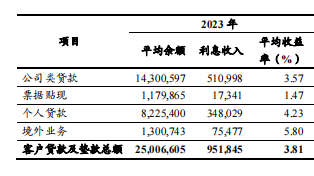 2023 年
项目 平均余额 利息收入 平均收益率（%）
公司类贷款 14,300,597 510,998 3.57
票据贴现 1,179,865 17,341 1.47
个人贷款 8,225,400 348,029 4.23
境外业务 1,300,743 75,477 5.80
客户贷款及垫款总额 25,006,605 951,845 3.81